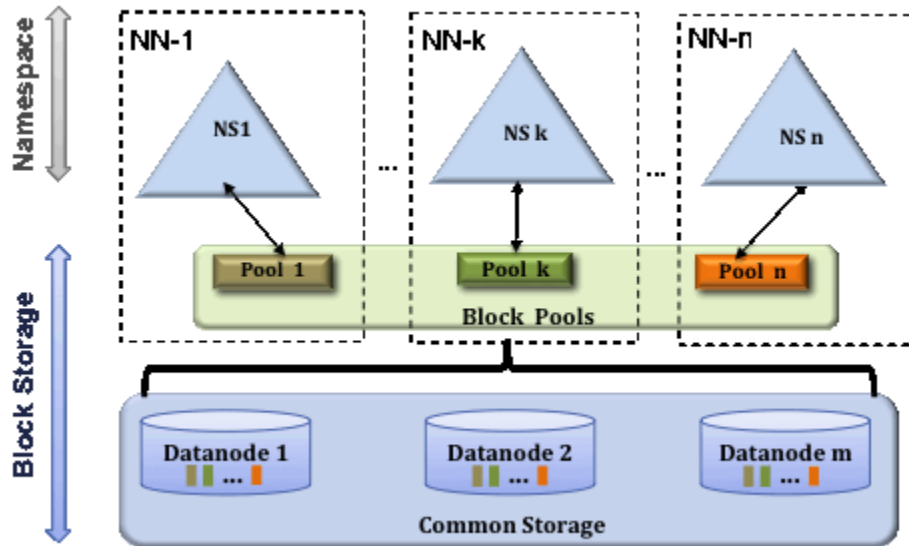 Namespace
Block Storage
NN-1
NN-k
NN-n
NS1
NS k
NS n
...
...
Pool 1
Pool k
Pool n
Block Pools
Datanode 1
...
Datanode 2
...
Datanode m
...
Common Storage